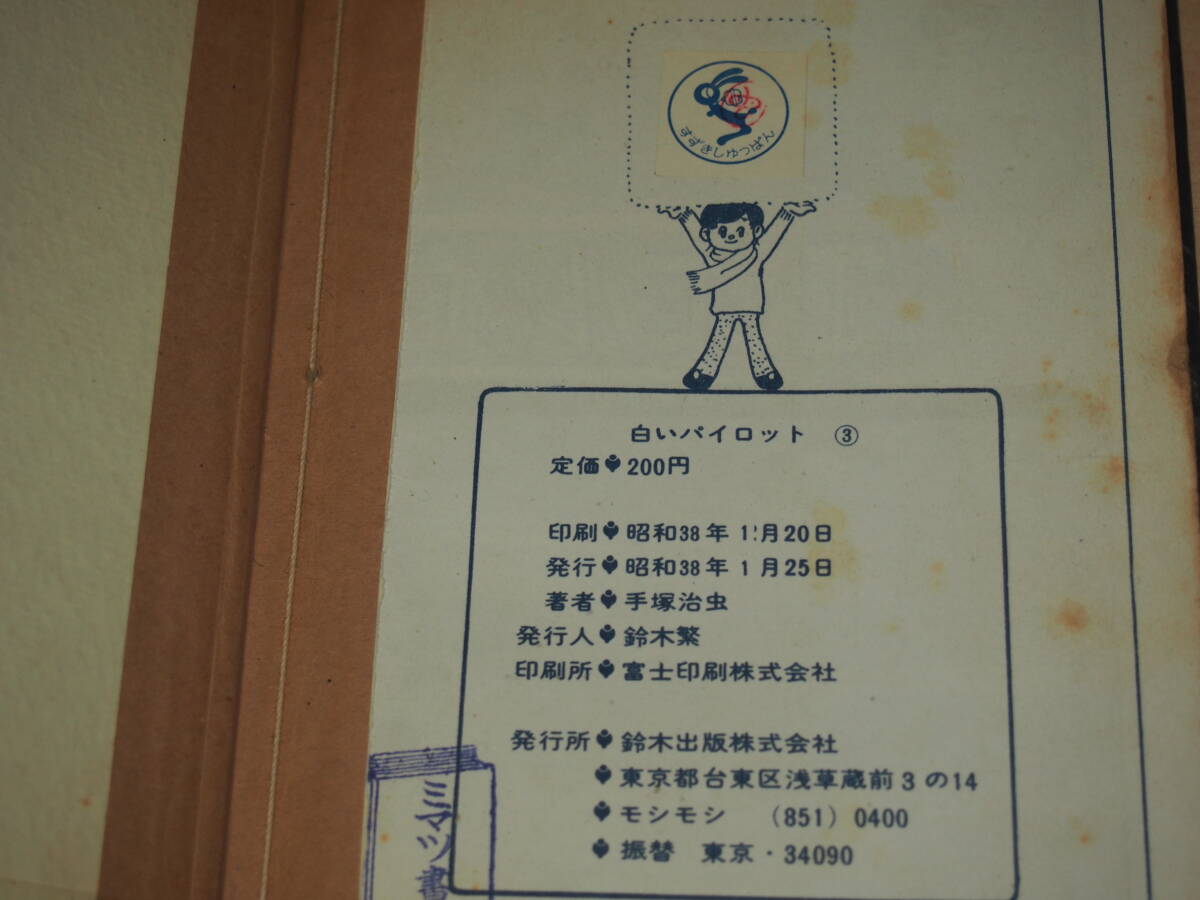 すずきしゅっぱん
白いパイロット ③
定価 200円
印刷 昭和38年 1月20日
発行 昭和38年 1月25日
著者 手塚治虫
発行人 鈴木繁
印刷所 富士印刷株式会社
発行所 鈴木出版株式会社
東京都台東区浅草蔵前3の14
モシモシ (851) 0400
振替 東京・34090
ミマツ書